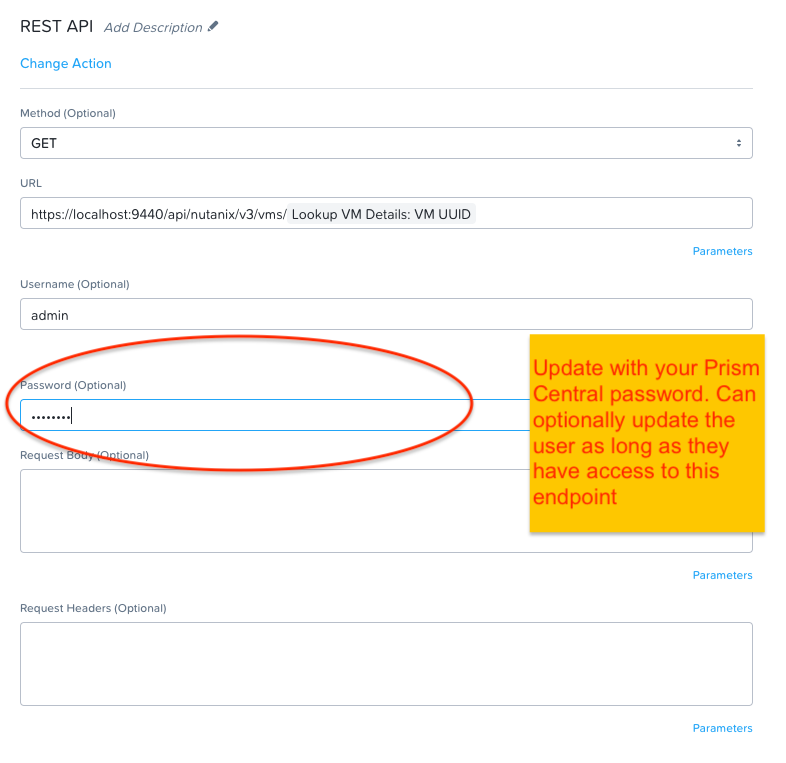 REST API Add Description
Change Action
Method (Optional)
GET
URL
https://localhost:9440/api/nutanix/v3/vms/ Lookup VM Details: VM UUID
Parameters
Username (Optional)
admin
Password (Optional)
••••••••
Update with your Prism
Central password. Can
optionally update the
user as long as they
have access to this
endpoint
Request Body (Optional)
Parameters
Request Headers (Optional)
Parameters